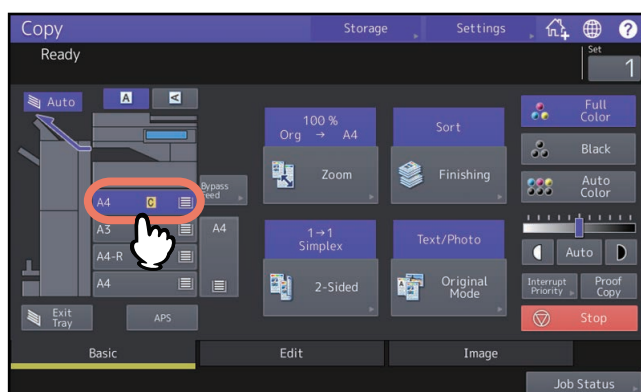 Copy
Storage
Settings
?
Ready
Set
1
Auto
A
A
100 %
Org → A4
Zoom
Sort
Finishing
Full
Color
Black
Auto
Color
A4 C
Bypass
Feed
A3
A4-R
A4
A4
1→1
Simplex
2-Sided
Text/Photo
Original
Mode
Auto
Interrupt
Priority
Proof
Copy
Exit
Tray
APS
Stop
Basic
Edit
Image
Job Status